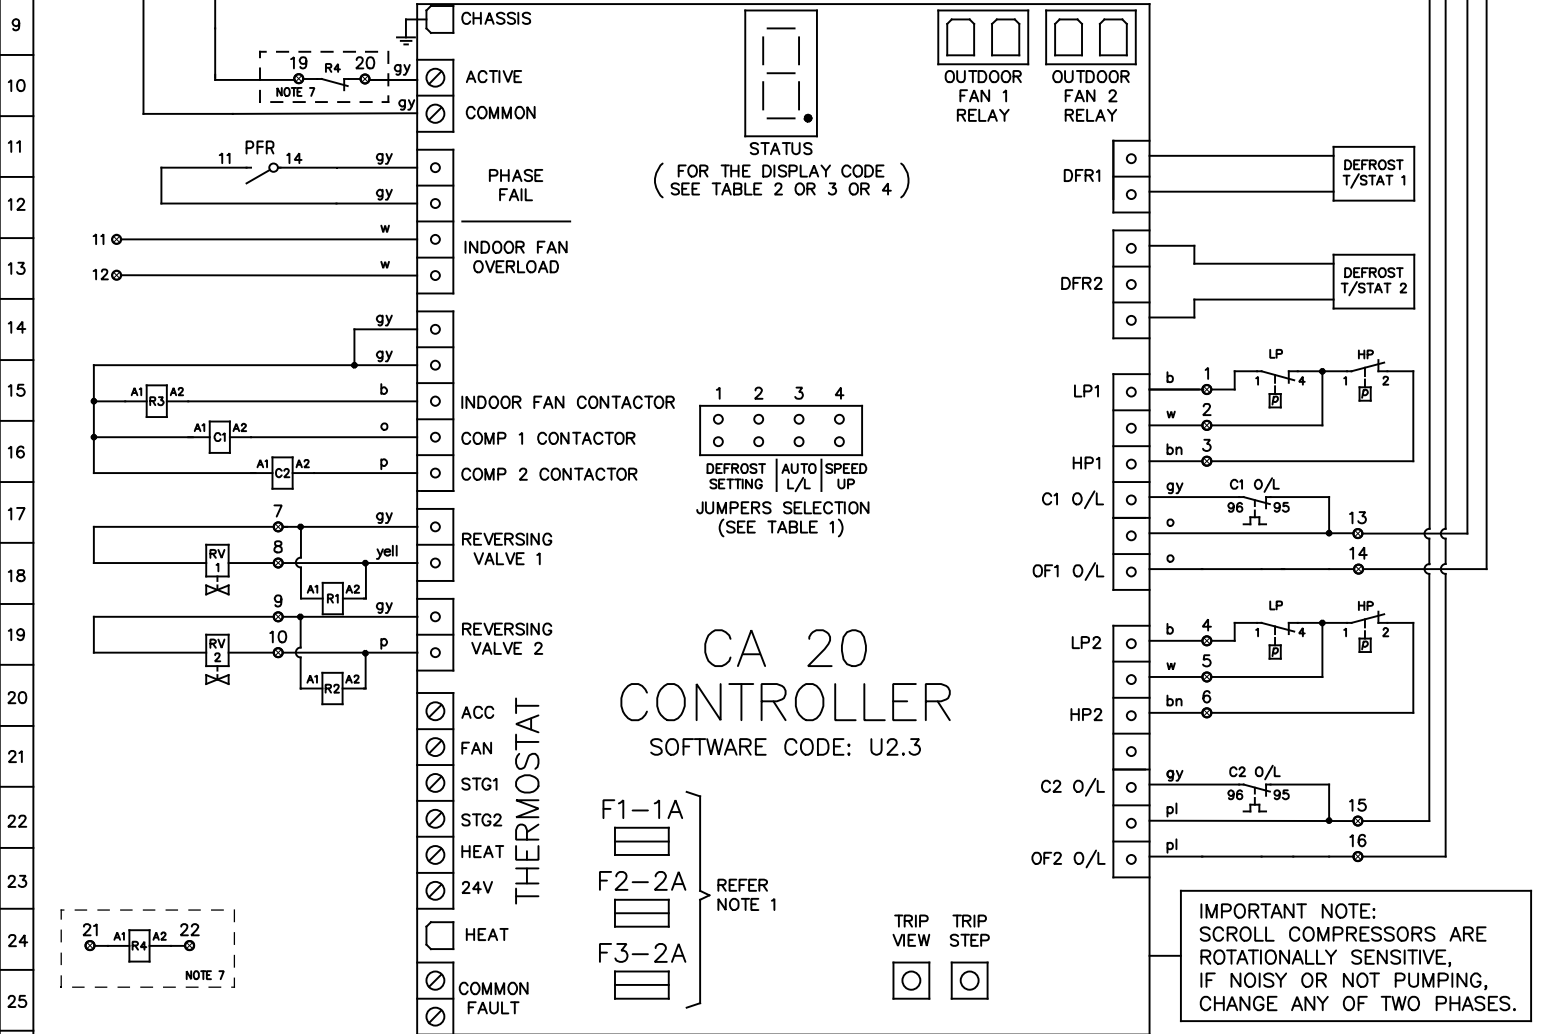 9
10
11
12
13
14
15
16
17
18
19
20
21
22
23
24
25
CHASSIS
19 R4 20 gy
NOTE 7
ACTIVE
gy
COMMON
PFR
11 14 gy
gy
PHASE
FAIL
11 w
12 w
INDOOR FAN
OVERLOAD
gy
gy
A1 R3 A2 b
INDOOR FAN CONTACTOR
A1 C1 A2 o
COMP 1 CONTACTOR
A1 C2 A2 p
COMP 2 CONTACTOR
7 gy
RV
1
8 yell
REVERSING
VALVE 1
A1 R1 A2
9 gy
RV
2
10 p
REVERSING
VALVE 2
A1 R2 A2
ACC
FAN
STG1
STG2
HEAT
24V
THERMOSTAT
21 A1 R4 A2 22
NOTE 7
HEAT
COMMON
FAULT
STATUS
(FOR THE DISPLAY CODE
SEE TABLE 2 OR 3 OR 4)
OUTDOOR
FAN 1
RELAY
OUTDOOR
FAN 2
RELAY
1 2 3 4
DEFROST
SETTING
AUTO
L/L
SPEED
UP
JUMPERS SELECTION
(SEE TABLE 1)
CA 20
CONTROLLER
SOFTWARE CODE: U2.3
F1-1A
F2-2A
F3-2A
REFER
NOTE 1
TRIP
VIEW
TRIP
STEP
DFR1
DEFROST
T/STAT 1
DFR2
DEFROST
T/STAT 2
LP1
b 1
LP
1 4
P
HP
1 2
P
w 2
HP1
bn 3
C1 O/L
gy
C1 O/L
96 95
o 13
OF1 O/L
o 14
LP2
b 4
LP
1 4
P
HP
1 2
P
w 5
HP2
bn 6
C2 O/L
gy
C2 O/L
96 95
pl 15
OF2 O/L
pl 16
IMPORTANT NOTE:
SCROLL COMPRESSORS ARE
ROTATIONALLY SENSITIVE,
IF NOISY OR NOT PUMPING,
CHANGE ANY OF TWO PHASES.